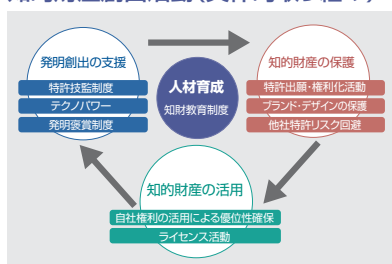 発明創出の支援
特許技監制度
テクノパワー
発明褒賞制度
人材育成
知財教育制度
知的財産の保護
特許出願・権利化活動
ブランド・デザインの保護
他社特許リスク回避
知的財産の活用
自社権利の活用による優位性確保
ライセンス活動